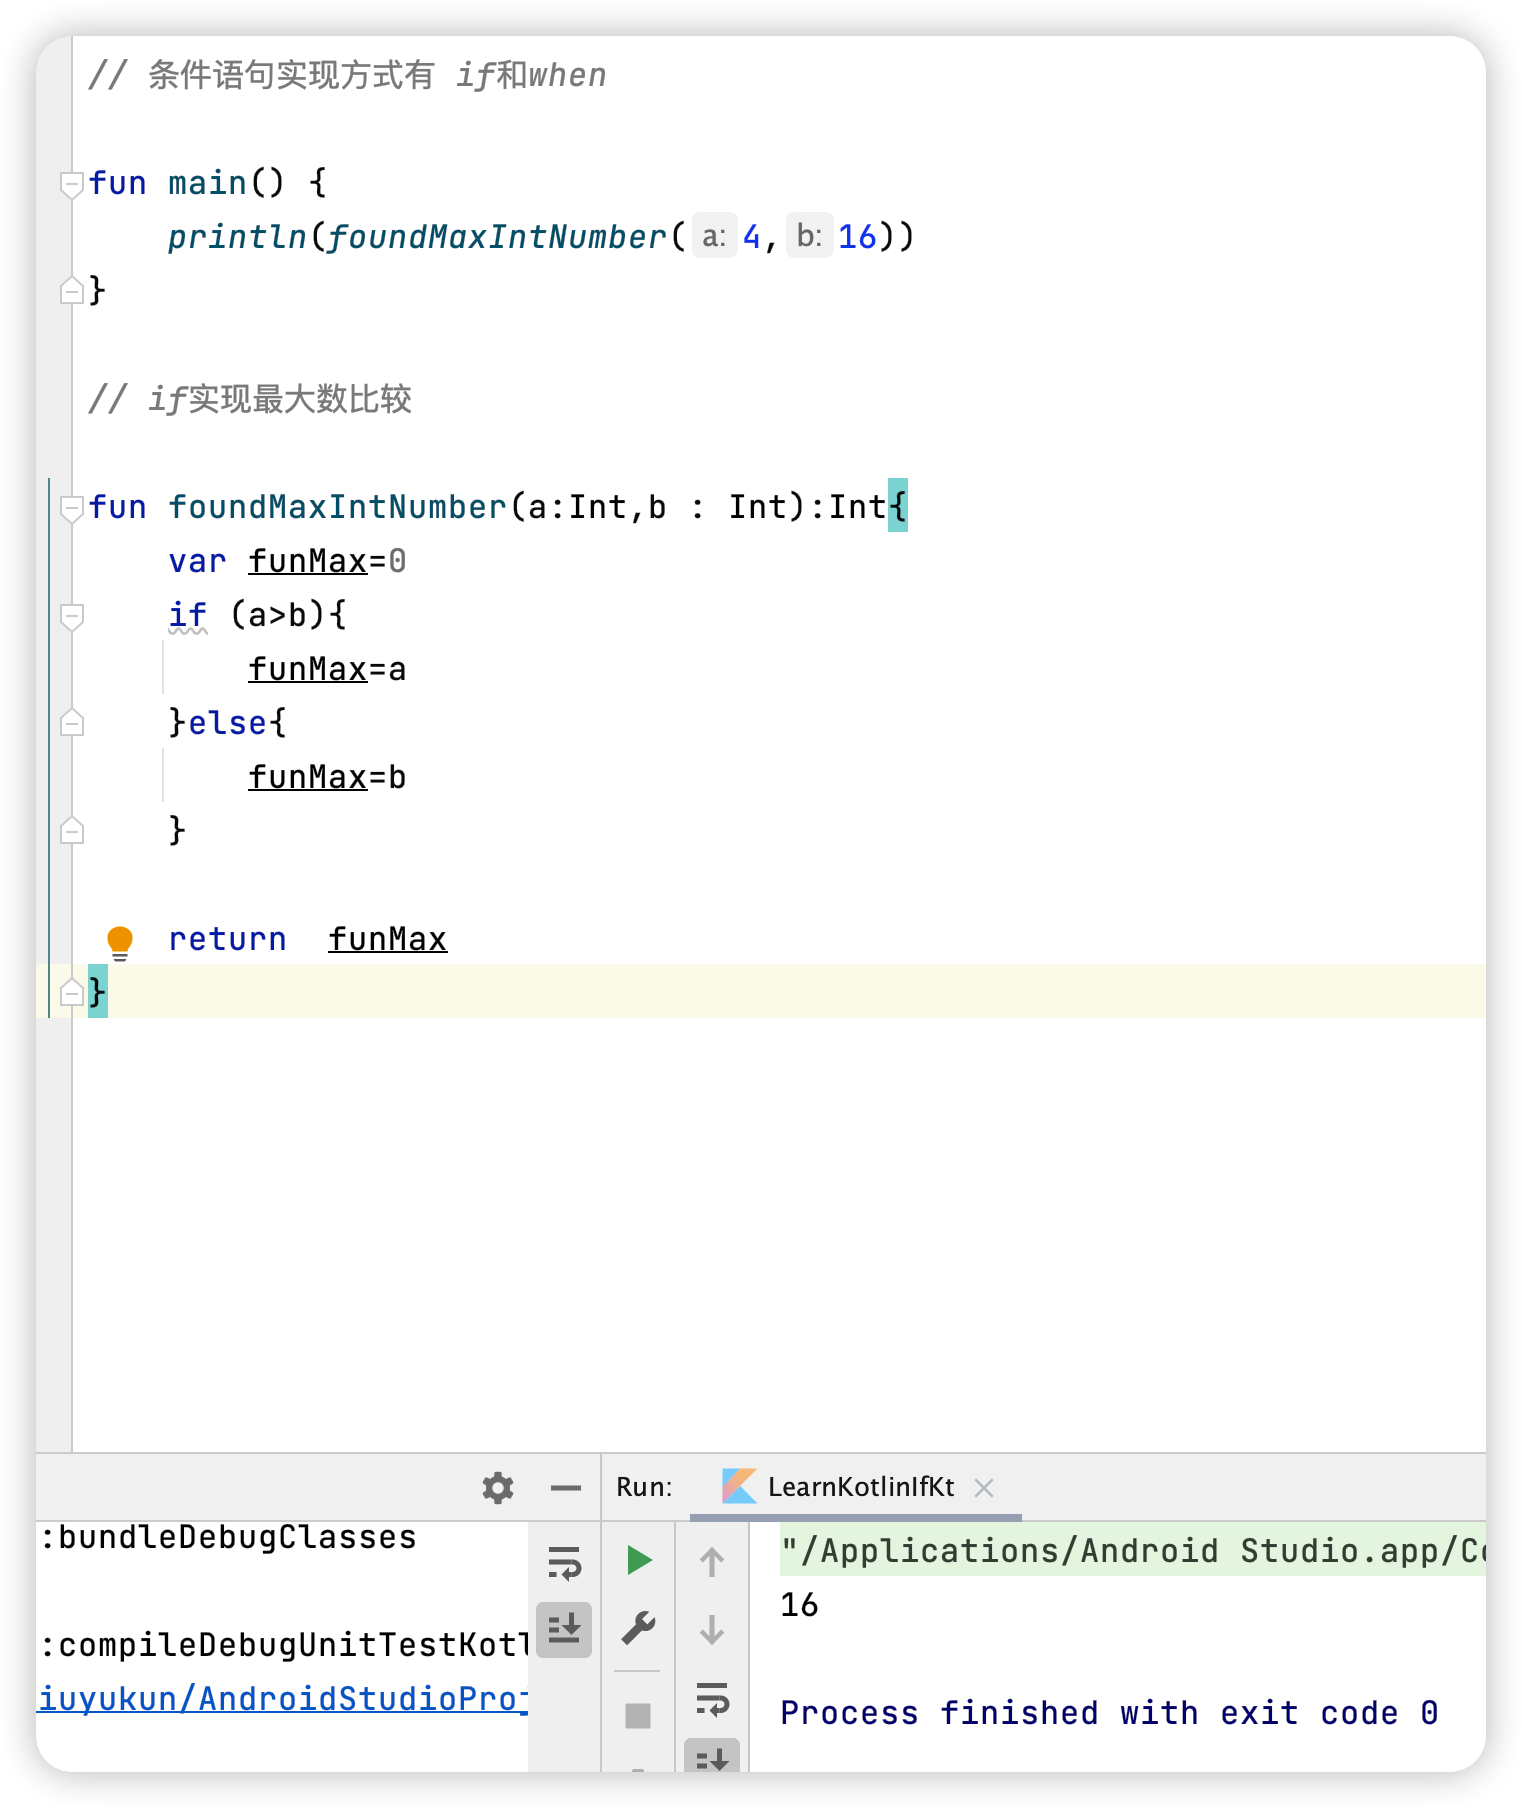 // 条件语句实现方式有 if和when
fun main() {
    println(foundMaxIntNumber( a: 4, b: 16))
}
// if实现最大数比较
fun foundMaxIntNumber(a:Int,b : Int):Int{
    var funMax=0
    if (a>b){
        funMax=a
    }else{
        funMax=b
    }
    return  funMax
}
Run: LearnKotlinIfKt
:bundleDebugClasses
:compileDebugUnitTestKotl
iuyukun/AndroidStudioProj
"/Applications/Android Studio.app/Co
16
Process finished with exit code 0